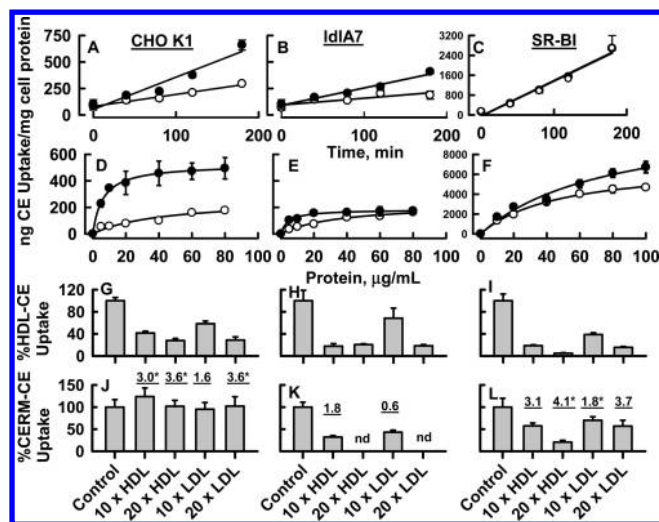 A CHO K1
B ldlA7
C SR-BI
ng CE Uptake/mg cell protein
750
500
250
0
0 100 200
0 100 200
3600
2400
1200
0
0 100 200
Time, min
D
E
F
600
400
200
0
8000
6000
4000
2000
0
0 20 40 60 80 100
0 20 40 60 80 100
0 20 40 60 80 100
Protein, µg/mL
%HDL-CE
Uptake
120
80
40
0
G
H
I
%CERM-CE
Uptake
150
100
50
0
J 3.0* 3.6* 1.6 3.6*
K 1.8 nd 0.6 nd
L 3.1 4.1* 1.8* 3.7
Control
10 x HDL
20 x HDL
10 x LDL
20 x LDL
Control
10 x HDL
20 x HDL
10 x LDL
20 x LDL
Control
10 x HDL
20 x HDL
10 x LDL
20 x LDL